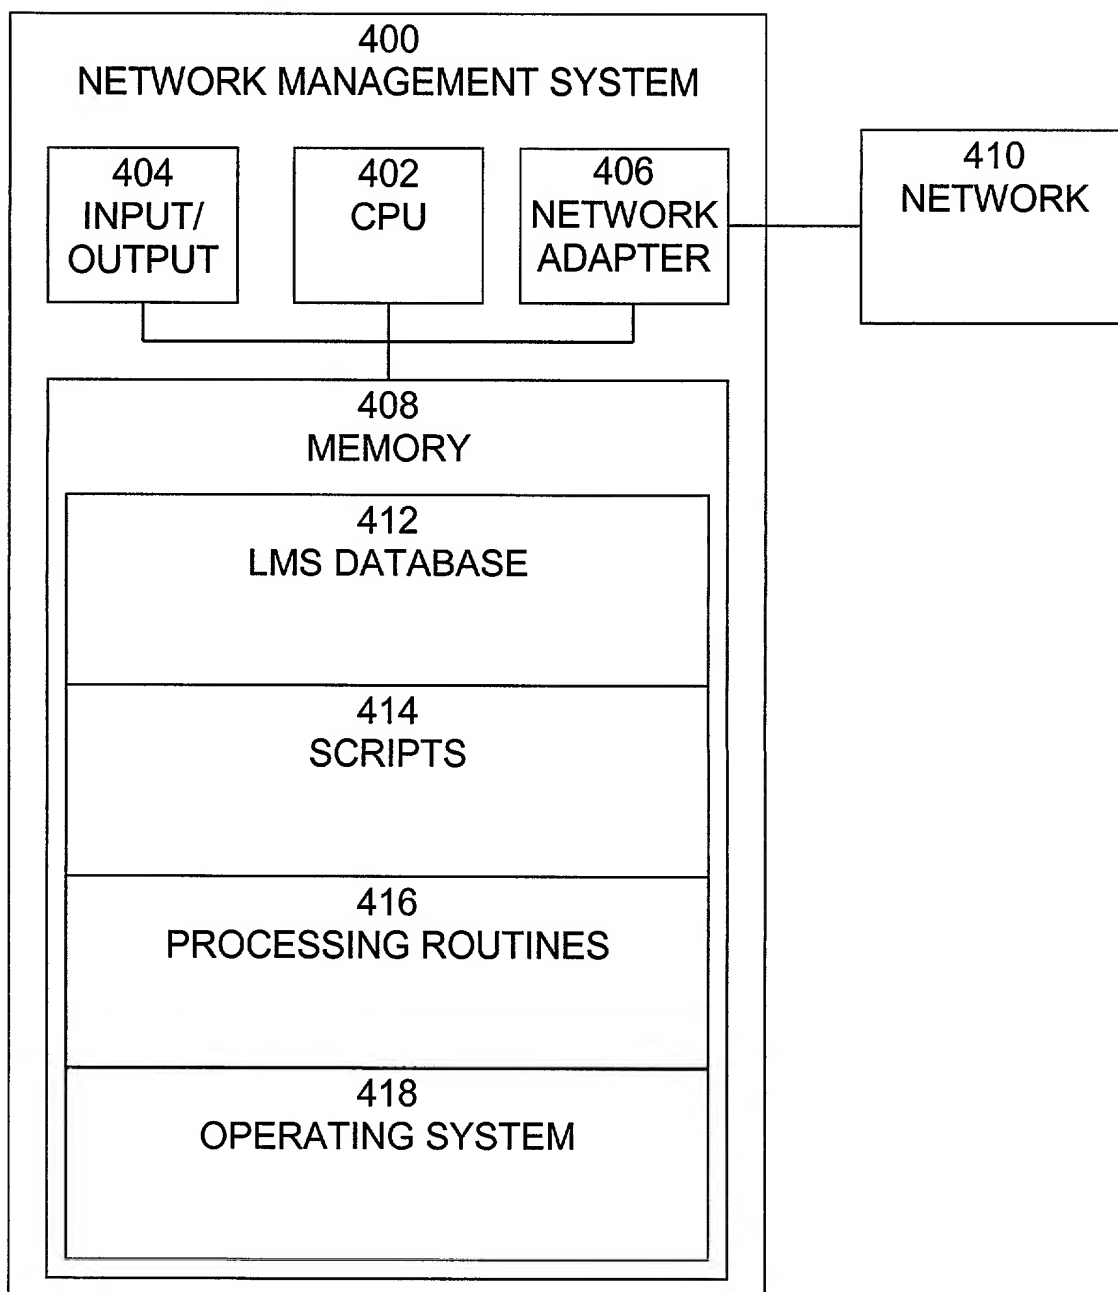 400
NETWORK MANAGEMENT SYSTEM
404
INPUT/
OUTPUT
402
CPU
406
NETWORK
ADAPTER
410
NETWORK
408
MEMORY
412
LMS DATABASE
414
SCRIPTS
416
PROCESSING ROUTINES
418
OPERATING SYSTEM